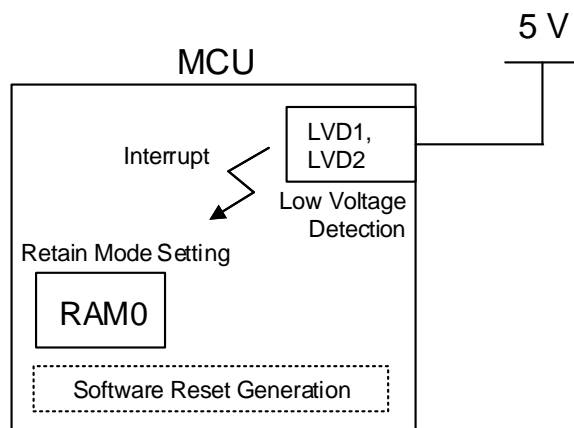 5 V
MCU
LVD1,
LVD2
Interrupt
Low Voltage
Detection
Retain Mode Setting
RAM0
Software Reset Generation